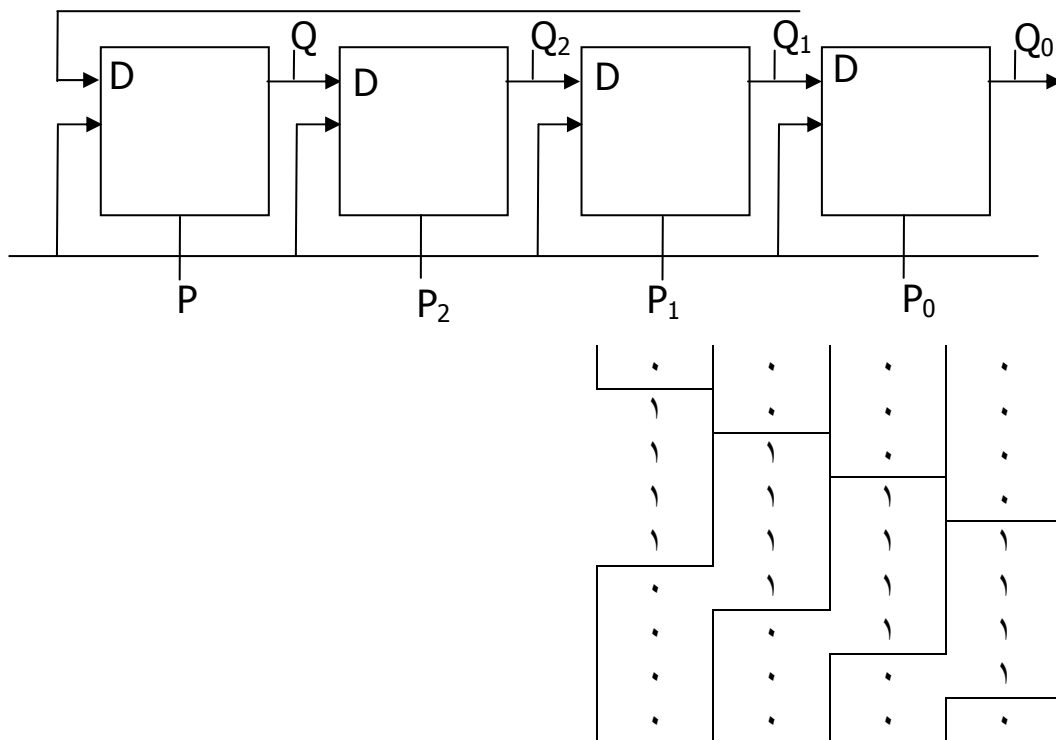 Q Q₂ Q₁ Q₀
D D D D
P P₂ P₁ P₀
٠ ٠ ٠ ٠
١ ٠ ٠ ٠
١ ١ ٠ ٠
١ ١ ١ ٠
١ ١ ١ ١
٠ ١ ١ ١
٠ ٠ ١ ١
٠ ٠ ٠ ١
٠ ٠ ٠ ٠